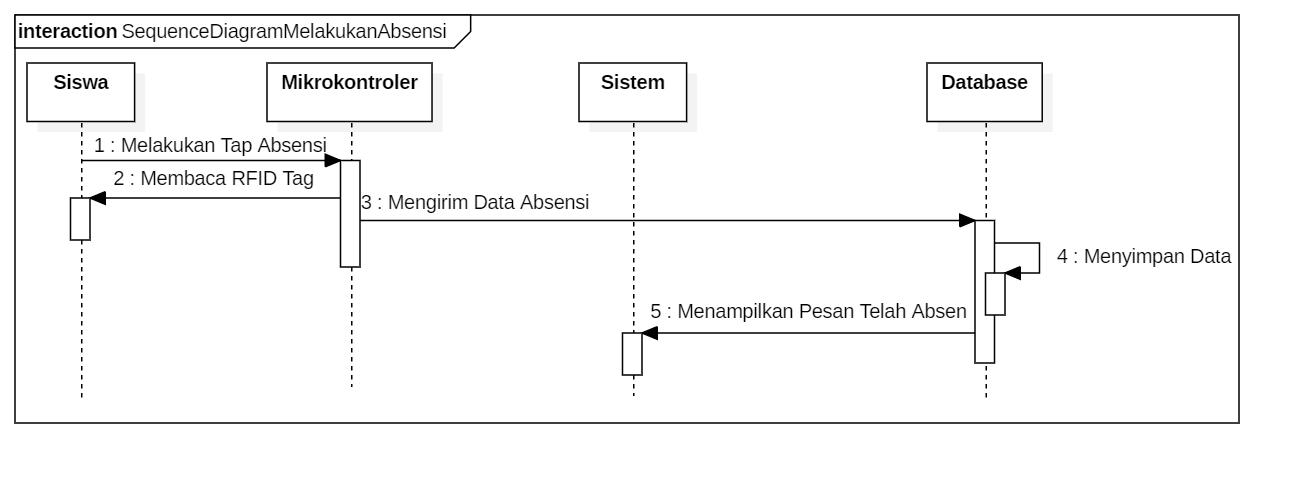 interaction SequenceDiagramMelakukanAbsensi
Siswa
Mikrokontroler
Sistem
Database
1 : Melakukan Tap Absensi
2 : Membaca RFID Tag
3 : Mengirim Data Absensi
4 : Menyimpan Data
5 : Menampilkan Pesan Telah Absen